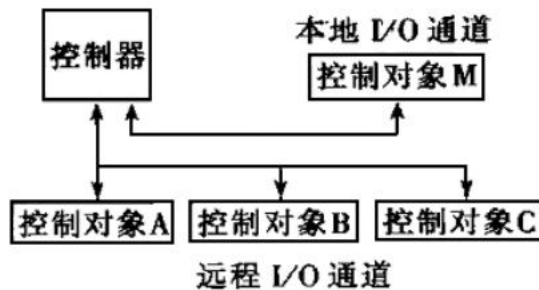 本地 I/O 通道
控制器
控制对象M
控制对象A
控制对象B
控制对象C
远程 I/O 通道